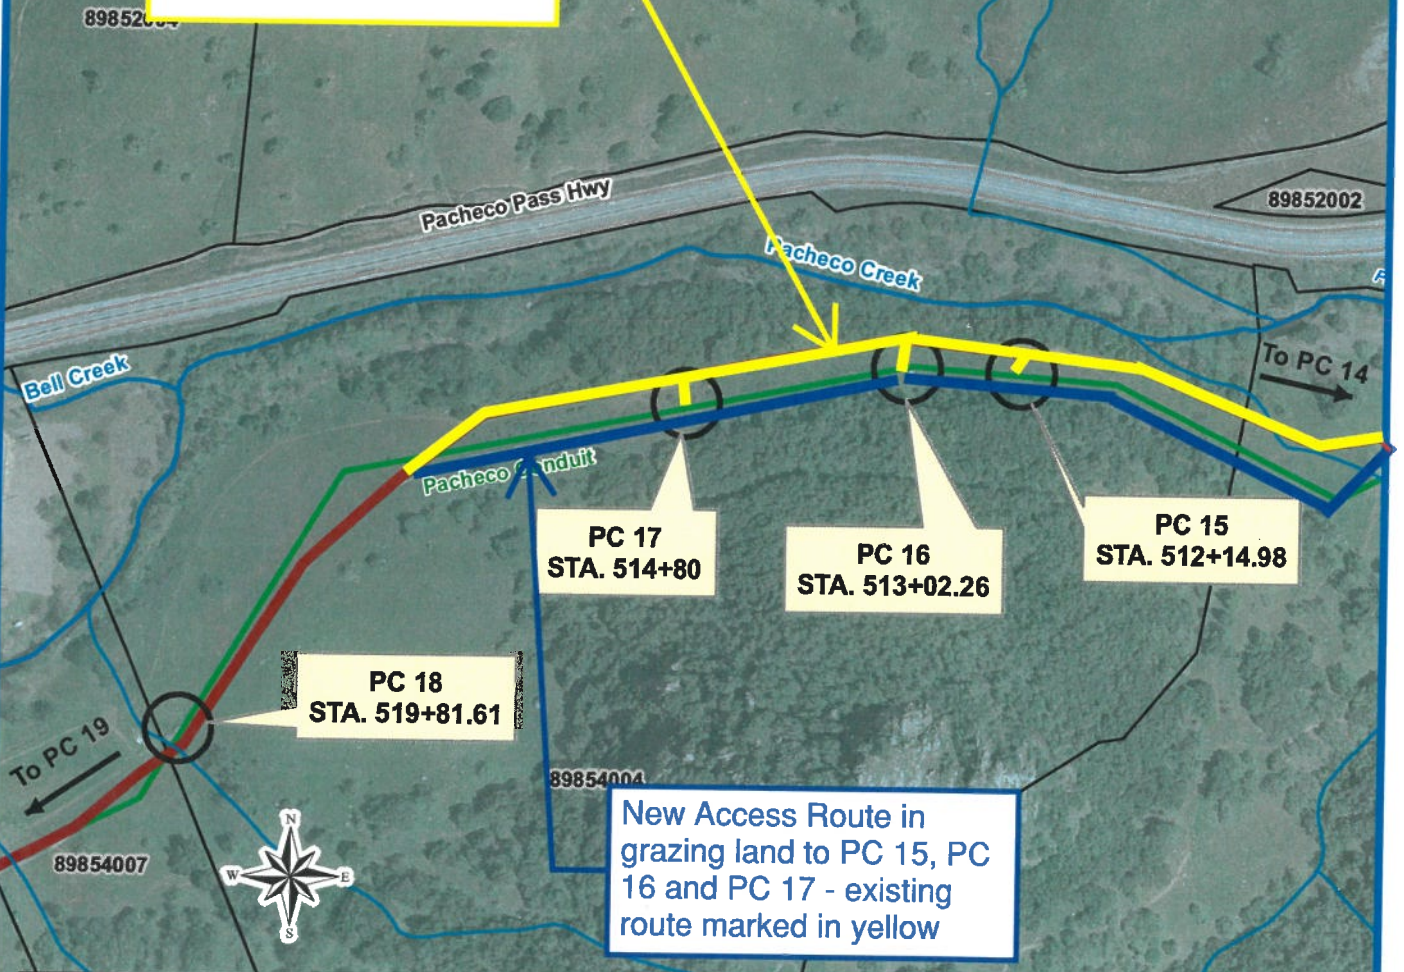 Pacheco Pass Hwy
89852002
Pacheco Creek
Bell Creek
To PC 14
Pacheco Conduit
PC 17
STA. 514+80
PC 16
STA. 513+02.26
PC 15
STA. 512+14.98
PC 18
STA. 519+81.61
To PC 19
89854004
New Access Route in
grazing land to PC 15, PC
16 and PC 17 - existing
route marked in yellow
89854007
N
W
E
S